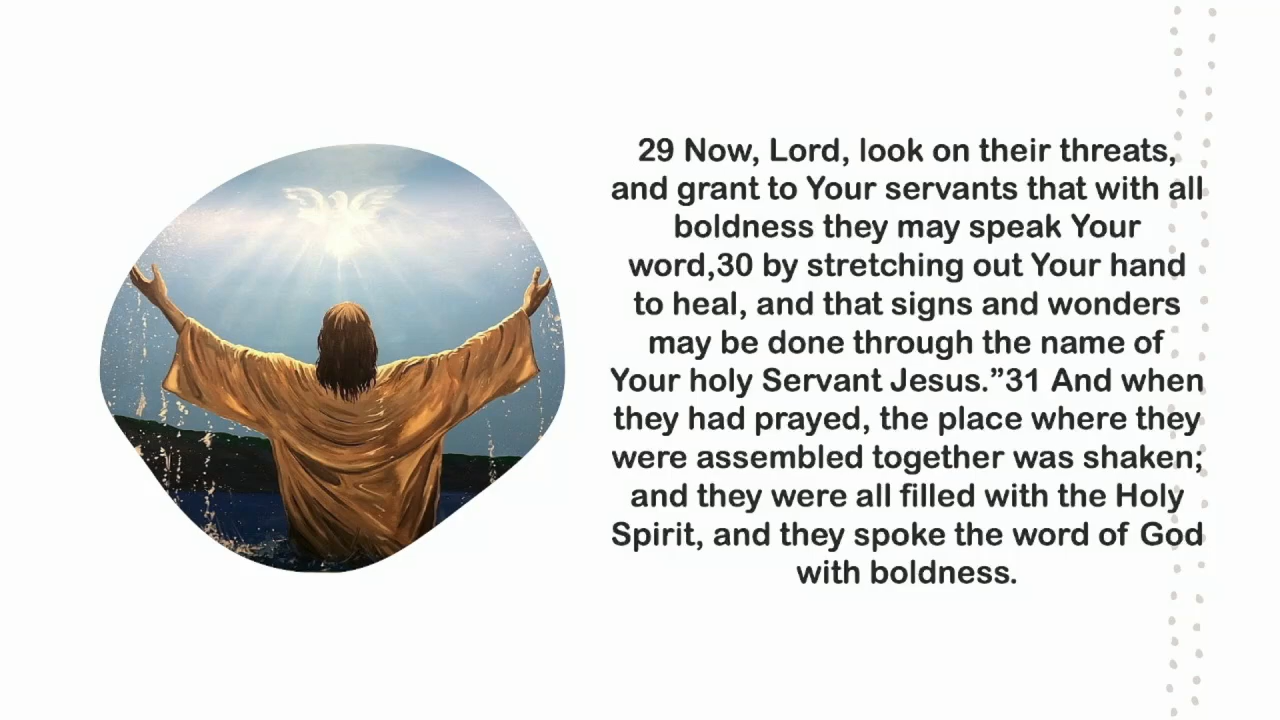 29 Now, Lord, look on their threats,
and grant to Your servants that with all
boldness they may speak Your
word,30 by stretching out Your hand
to heal, and that signs and wonders
may be done through the name of
Your holy Servant Jesus.”31 And when
they had prayed, the place where they
were assembled together was shaken;
and they were all filled with the Holy
Spirit, and they spoke the word of God
with boldness.